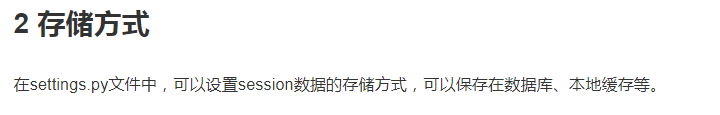 2 存储方式
在settings.py文件中，可以设置session数据的存储方式，可以保存在数据库、本地缓存等。